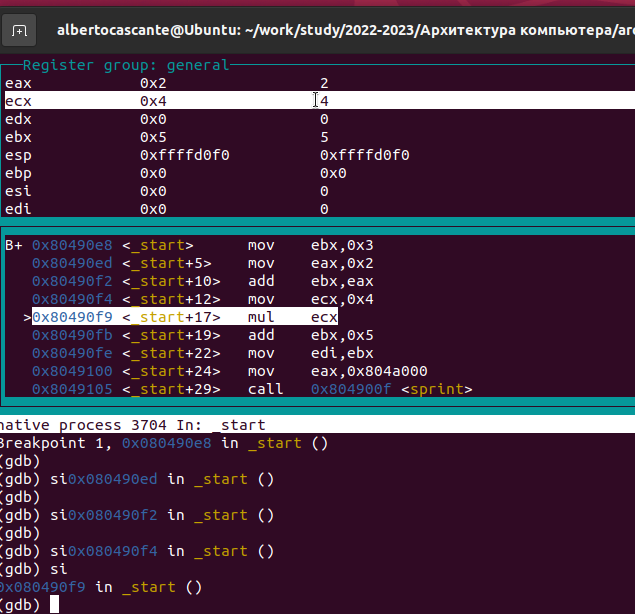 albertocascante@Ubuntu: ~/work/study/2022-2023/Архитектура компьютера/arc
Register group: general
eax 0x2 2
ecx 0x4 4
edx 0x0 0
ebx 0x5 5
esp 0xffffd0f0 0xffffd0f0
ebp 0x0 0x0
esi 0x0 0
edi 0x0 0
B+ 0x80490e8 <_start> mov ebx,0x3
0x80490ed <_start+5> mov eax,0x2
0x80490f2 <_start+10> add ebx,eax
0x80490f4 <_start+12> mov ecx,0x4
>0x80490f9 <_start+17> mul ecx
0x80490fb <_start+19> add ebx,0x5
0x80490fe <_start+22> mov edi,ebx
0x8049100 <_start+24> mov eax,0x804a000
0x8049105 <_start+29> call 0x804900f <sprint>
native process 3704 In: _start
Breakpoint 1, 0x080490e8 in _start ()
(gdb)
(gdb) si0x080490ed in _start ()
(gdb)
(gdb) si0x080490f2 in _start ()
(gdb)
(gdb) si0x080490f4 in _start ()
(gdb) si
0x080490f9 in _start ()
(gdb)